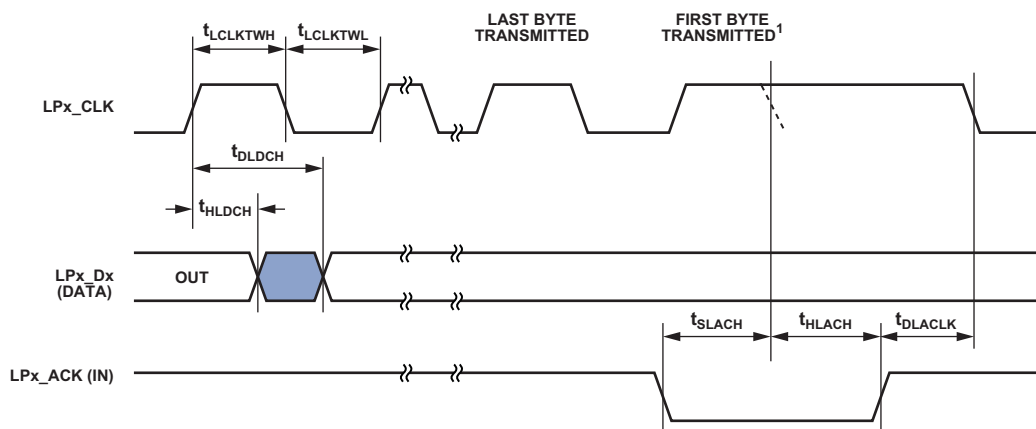 LAST BYTE
TRANSMITTED
FIRST BYTE
TRANSMITTED1
tLCLKTWH
tLCLKTWL
LPx_CLK
tDLDCH
tHLDCH
LPx_Dx
(DATA)
OUT
tSLACH
tHLACH
tDLACLK
LPx_ACK (IN)